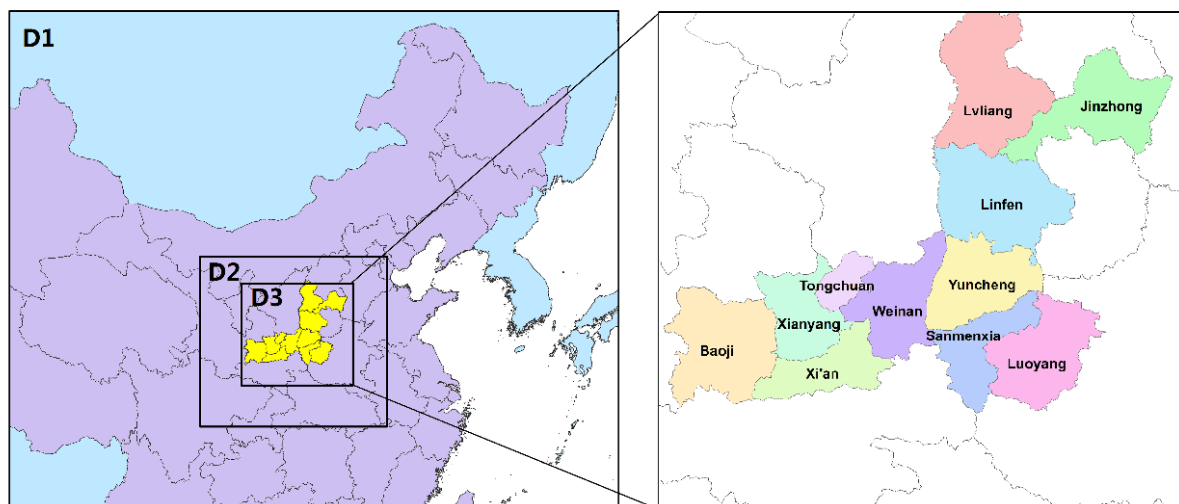 D1
D2
D3
Lvliang
Jinzhong
Linfen
Tongchuan
Yuncheng
Weinan
Xianyang
Sanmenxia
Baoji
Xi'an
Luoyang